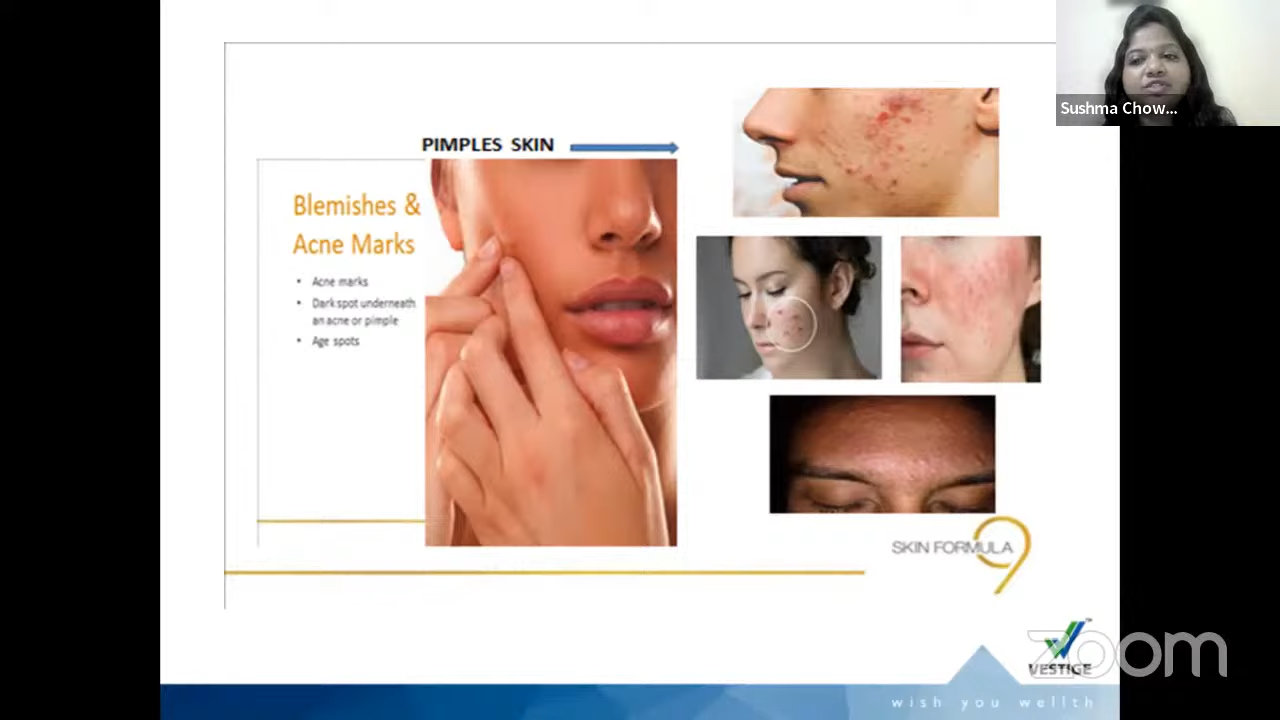 Sushma Chow...
PIMPLES SKIN
Blemishes &
Acne Marks
• Acne marks
• Dark spot underneath
an acne or pimple
• Age spots
SKIN FORMULA 9
VESTIGE
zoom
wish you wellth